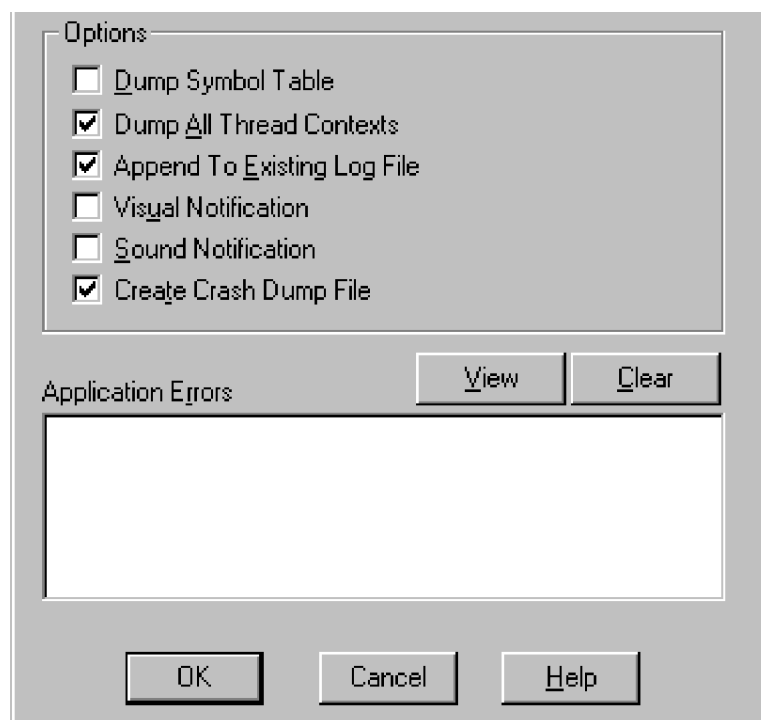 Options
Dump Symbol Table
Dump All Thread Contexts
Append To Existing Log File
Visual Notification
Sound Notification
Create Crash Dump File
Application Errors
View
Clear
OK
Cancel
Help